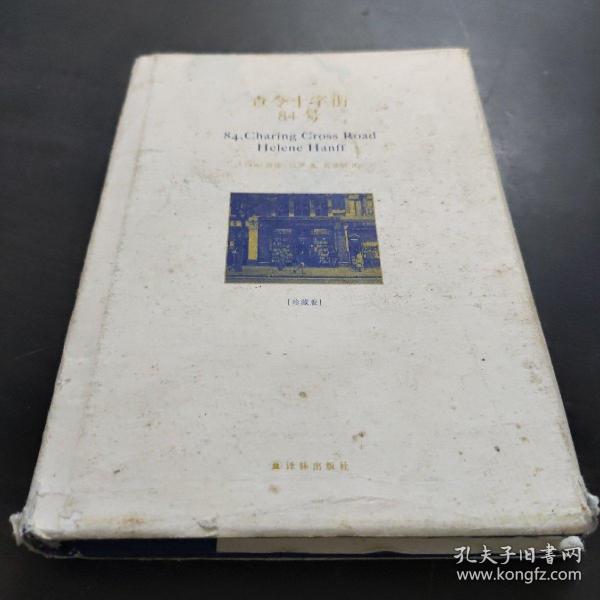 查令十字街
84号
84, Charing Cross Road
Helene Hanff
[珍藏版]
译林出版社
孔夫子旧书网
www.kongfz.com